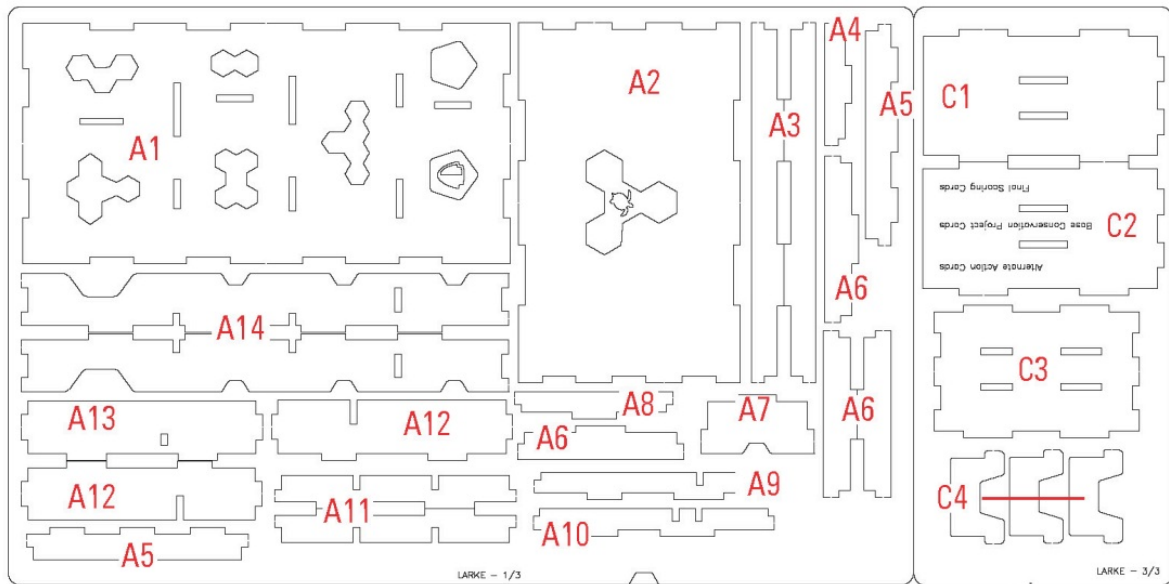 A1
A2
A3
A4
A5
C1
Final Scoring Cards
Base Conservation Project Cards
Alternate Action Cards
C2
A6
A14
C3
A13
A12
A8
A7
A6
A6
A12
A11
A9
A10
C4
A5
LARKE - 1/3
LARKE - 3/3